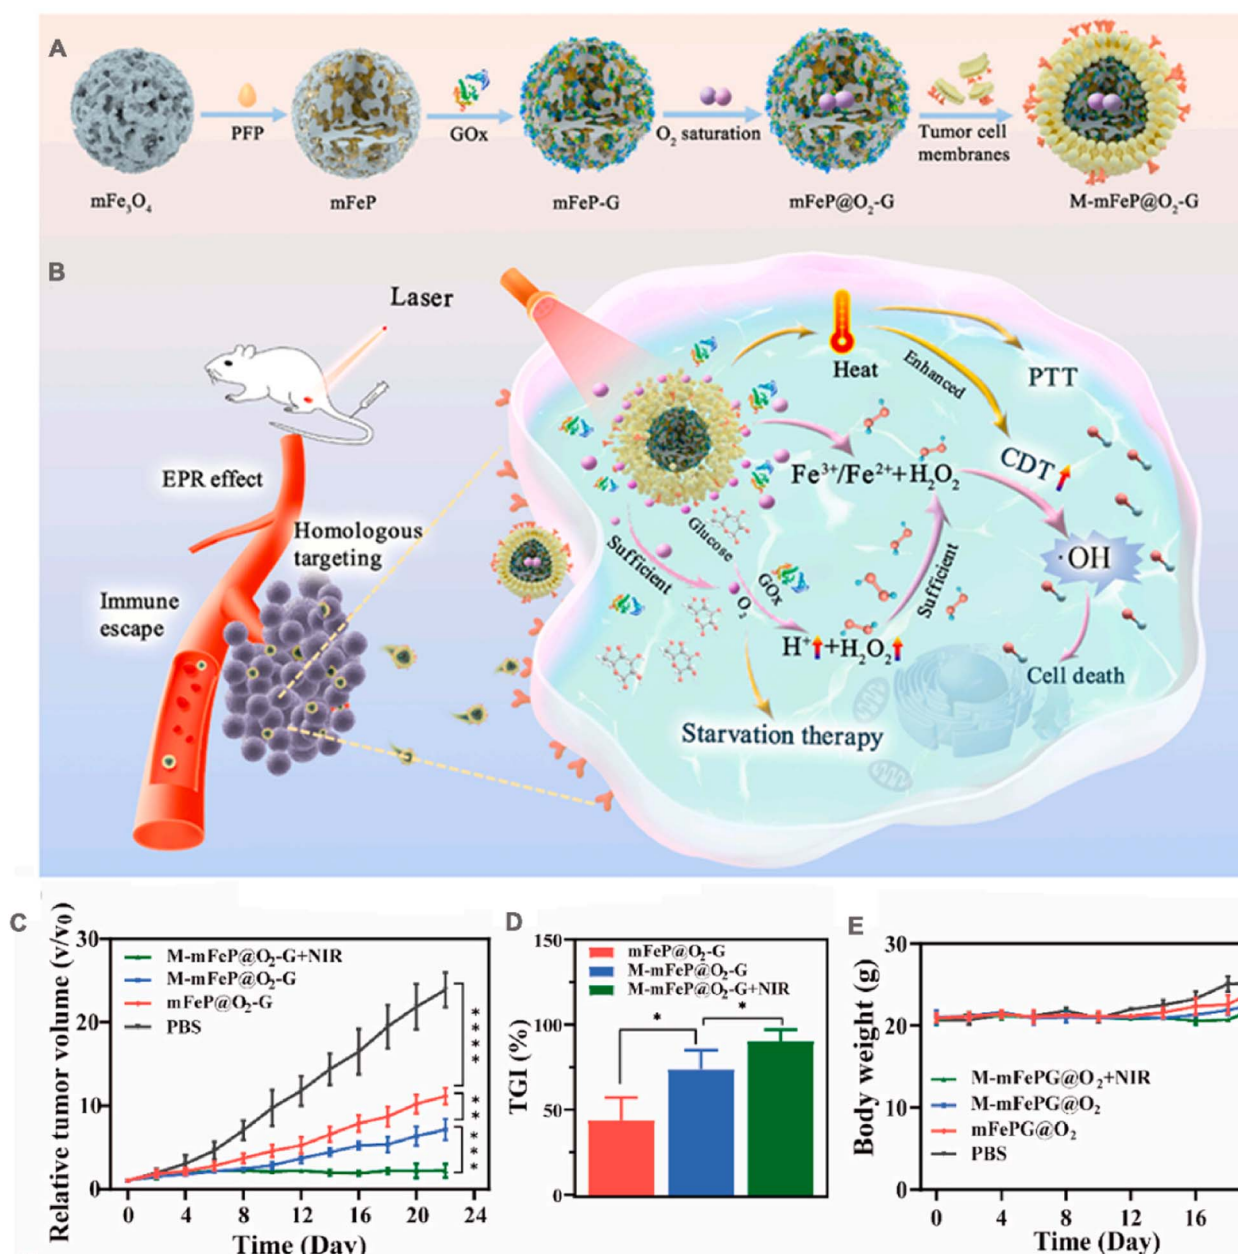 A
PFP
GOx
O₂ saturation
Tumor cell
membranes
mFe₃O₄
mFeP
mFeP-G
mFeP@O₂-G
M-mFeP@O₂-G
B
Laser
EPR effect
Homologous
targeting
Immune
escape
Heat
Enhanced
PTT
CDT
Fe³⁺/Fe²⁺+H₂O₂
Glucose
Sufficient
GOx
O₂
Sufficient
·OH
H⁺+H₂O₂
Cell death
Starvation therapy
C
Relative tumor volume (v/v₀)
30
20
10
0
M-mFeP@O₂-G+NIR
M-mFeP@O₂-G
mFeP@O₂-G
PBS
****
**
***
0
4
8
12
16
20
24
Time (Day)
D
TGI (%)
150
100
50
0
mFeP@O₂-G
M-mFeP@O₂-G
M-mFeP@O₂-G+NIR
*
*
E
Body weight (g)
30
20
10
0
M-mFePG@O₂+NIR
M-mFePG@O₂
mFePG@O₂
PBS
0
4
8
12
16
Time (Day)